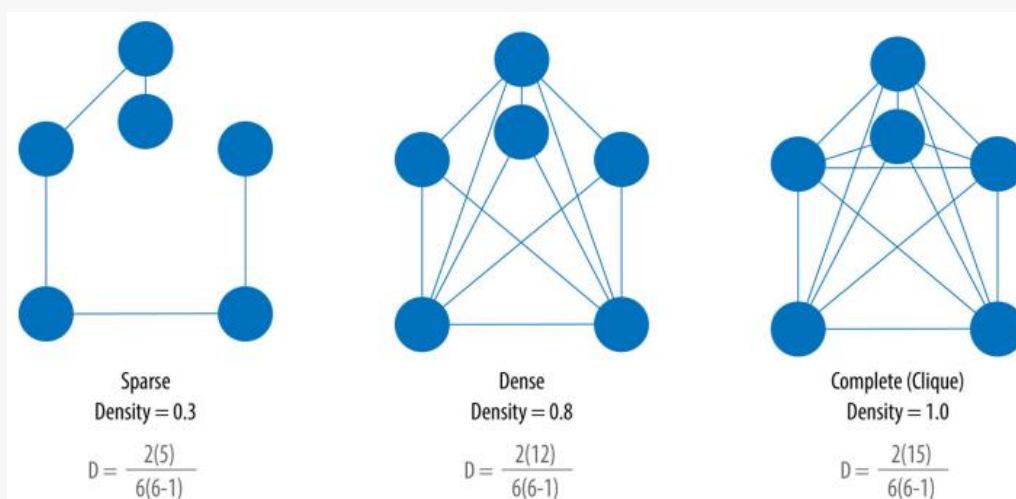 Sparse
Density = 0.3
D = 2(5)
6(6-1)
Dense
Density = 0.8
D = 2(12)
6(6-1)
Complete (Clique)
Density = 1.0
D = 2(15)
6(6-1)